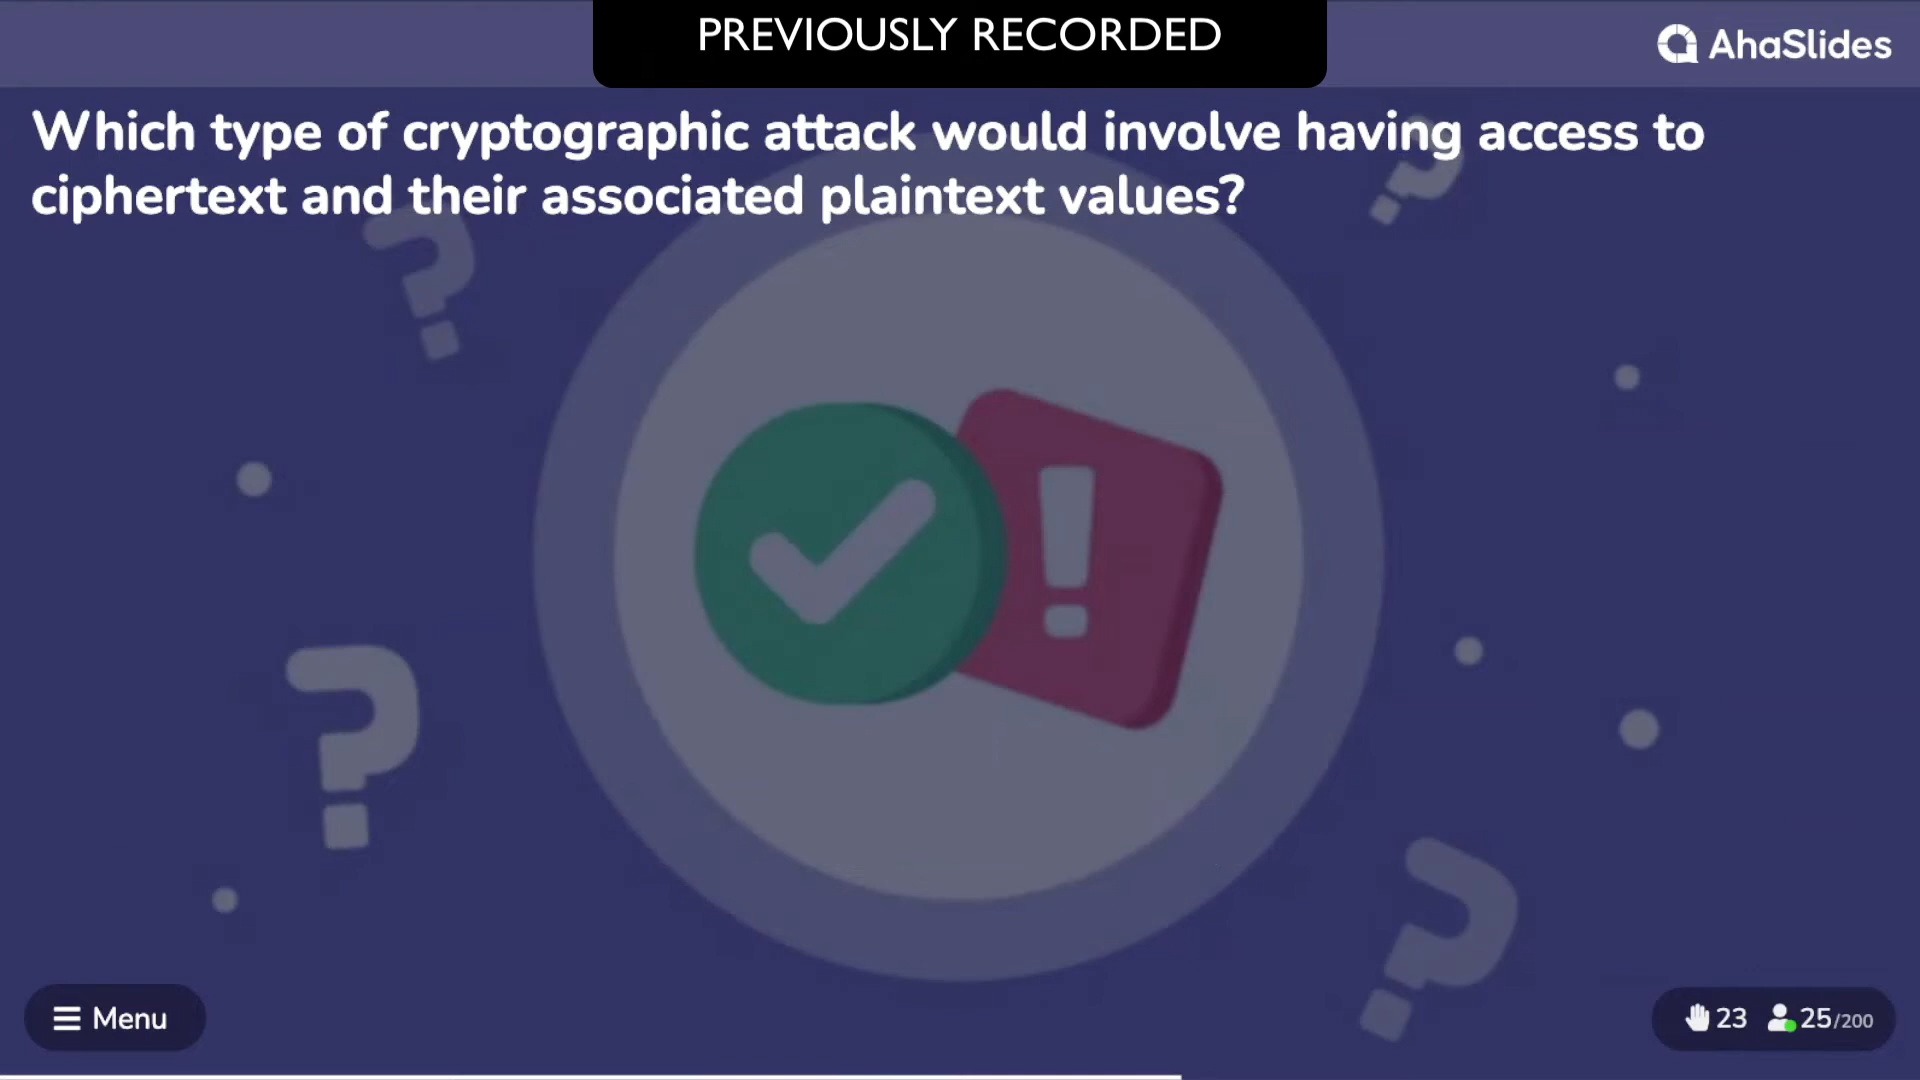 PREVIOUSLY RECORDED
AhaSlides
Which type of cryptographic attack would involve having access to
ciphertext and their associated plaintext values?
Menu
23 25/200